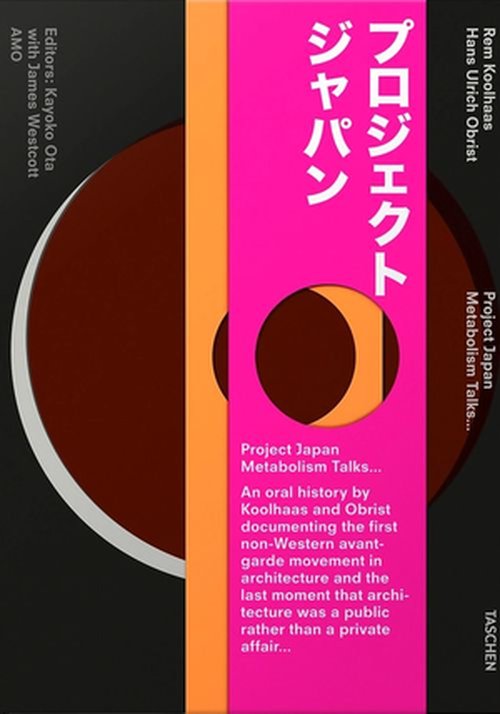 Rem Koolhaas
Hans Ulrich Obrist
Project Japan
Metabolism Talks...
TASCHEN
プロジェクト
ジャパン
Project Japan
Metabolism Talks...
An oral history by
Koolhaas and Obrist
documenting the first
non-Western avant-
garde movement in
architecture and the
last moment that archi-
tecture was a public
rather than a private
affair...
Editors: Kayoko Ota
with James Westcott
AMO